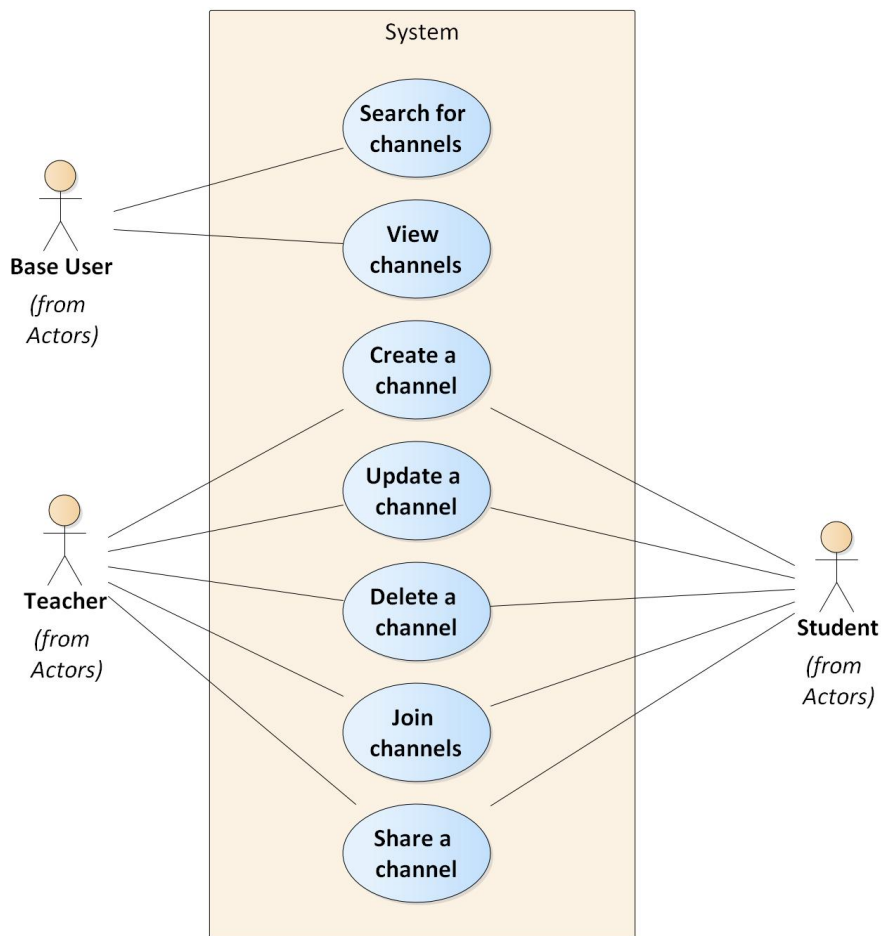 System
Search for
channels
Base User
(from
Actors)
View
channels
Create a
channel
Update a
channel
Teacher
(from
Actors)
Delete a
channel
Student
(from
Actors)
Join
channels
Share a
channel